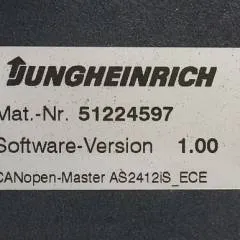 JUNGHEINRICH
Mat.-Nr. 51224597
Software-Version 1.00
CANopen-Master AS2412iS_ECE